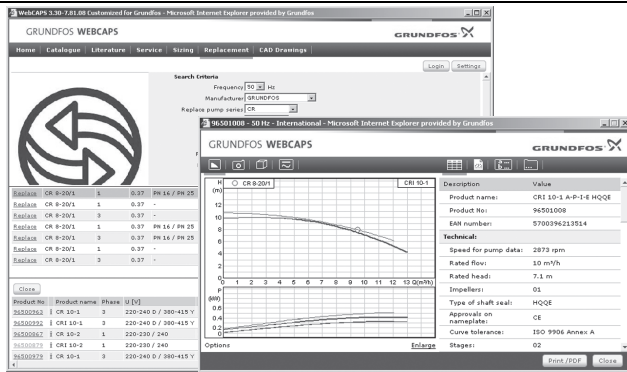 WebCAPS 3.30-7.81.08 Customized for Grundfos - Microsoft Internet Explorer provided by Grundfos
GRUNDFOS WEBCAPS
GRUNDFOS
Home Catalogue Literature Service Sizing Replacement CAD Drawings
Login Settings
Search Criteria
Frequency 50 Hz
Manufacturer GRUNDFOS
Replace pump series CR
Replace CR 8-20/1 1 0.37 PN 16 / PN 25
Replace CR 8-20/1 1 0.37 -
Replace CR 8-20/1 3 0.37 -
Replace CR 8-20/1 3 0.37 PN 16 / PN 25
Replace CR 8-20/1 3 0.37 PN 16 / PN 25
Replace CR 8-20/1 1 0.37 -
Replace CR 8-20/1 3 0.37 -
Close
Product No Product name Phase U [V]
96500963 CR 10-1 3 220-240 D / 380-415 Y
96500992 CRI 10-1 3 220-240 D / 380-415 Y
96500867 CR 10-2 1 220-230 / 240
96500879 CRI 10-2 1 220-230 / 240
96500979 CR 10-1 3 220-240 D / 380-415 Y
96501008 - 50 Hz - International - Microsoft Internet Explorer provided by Grundfos
GRUNDFOS WEBCAPS
GRUNDFOS
H
(m)
CR 8-20/1
CRI 10-1
12
10
8
6
4
2
0
0 1 2 3 4 5 6 7 8 9 10 11 12 13 Q(m³/h)
P
(kW)
0.6
0.4
0.2
0
Options
Enlarge
Description Value
Product name: CRI 10-1 A-P-I-E HQQE
Product No: 96501008
EAN number: 5700396213514
Technical:
Speed for pump data: 2873 rpm
Rated flow: 10 m³/h
Rated head: 7.1 m
Impellers: 01
Type of shaft seal: HQQE
Approvals on
nameplate: CE
Curve tolerance: ISO 9906 Annex A
Stages: 02
Print /PDF Close